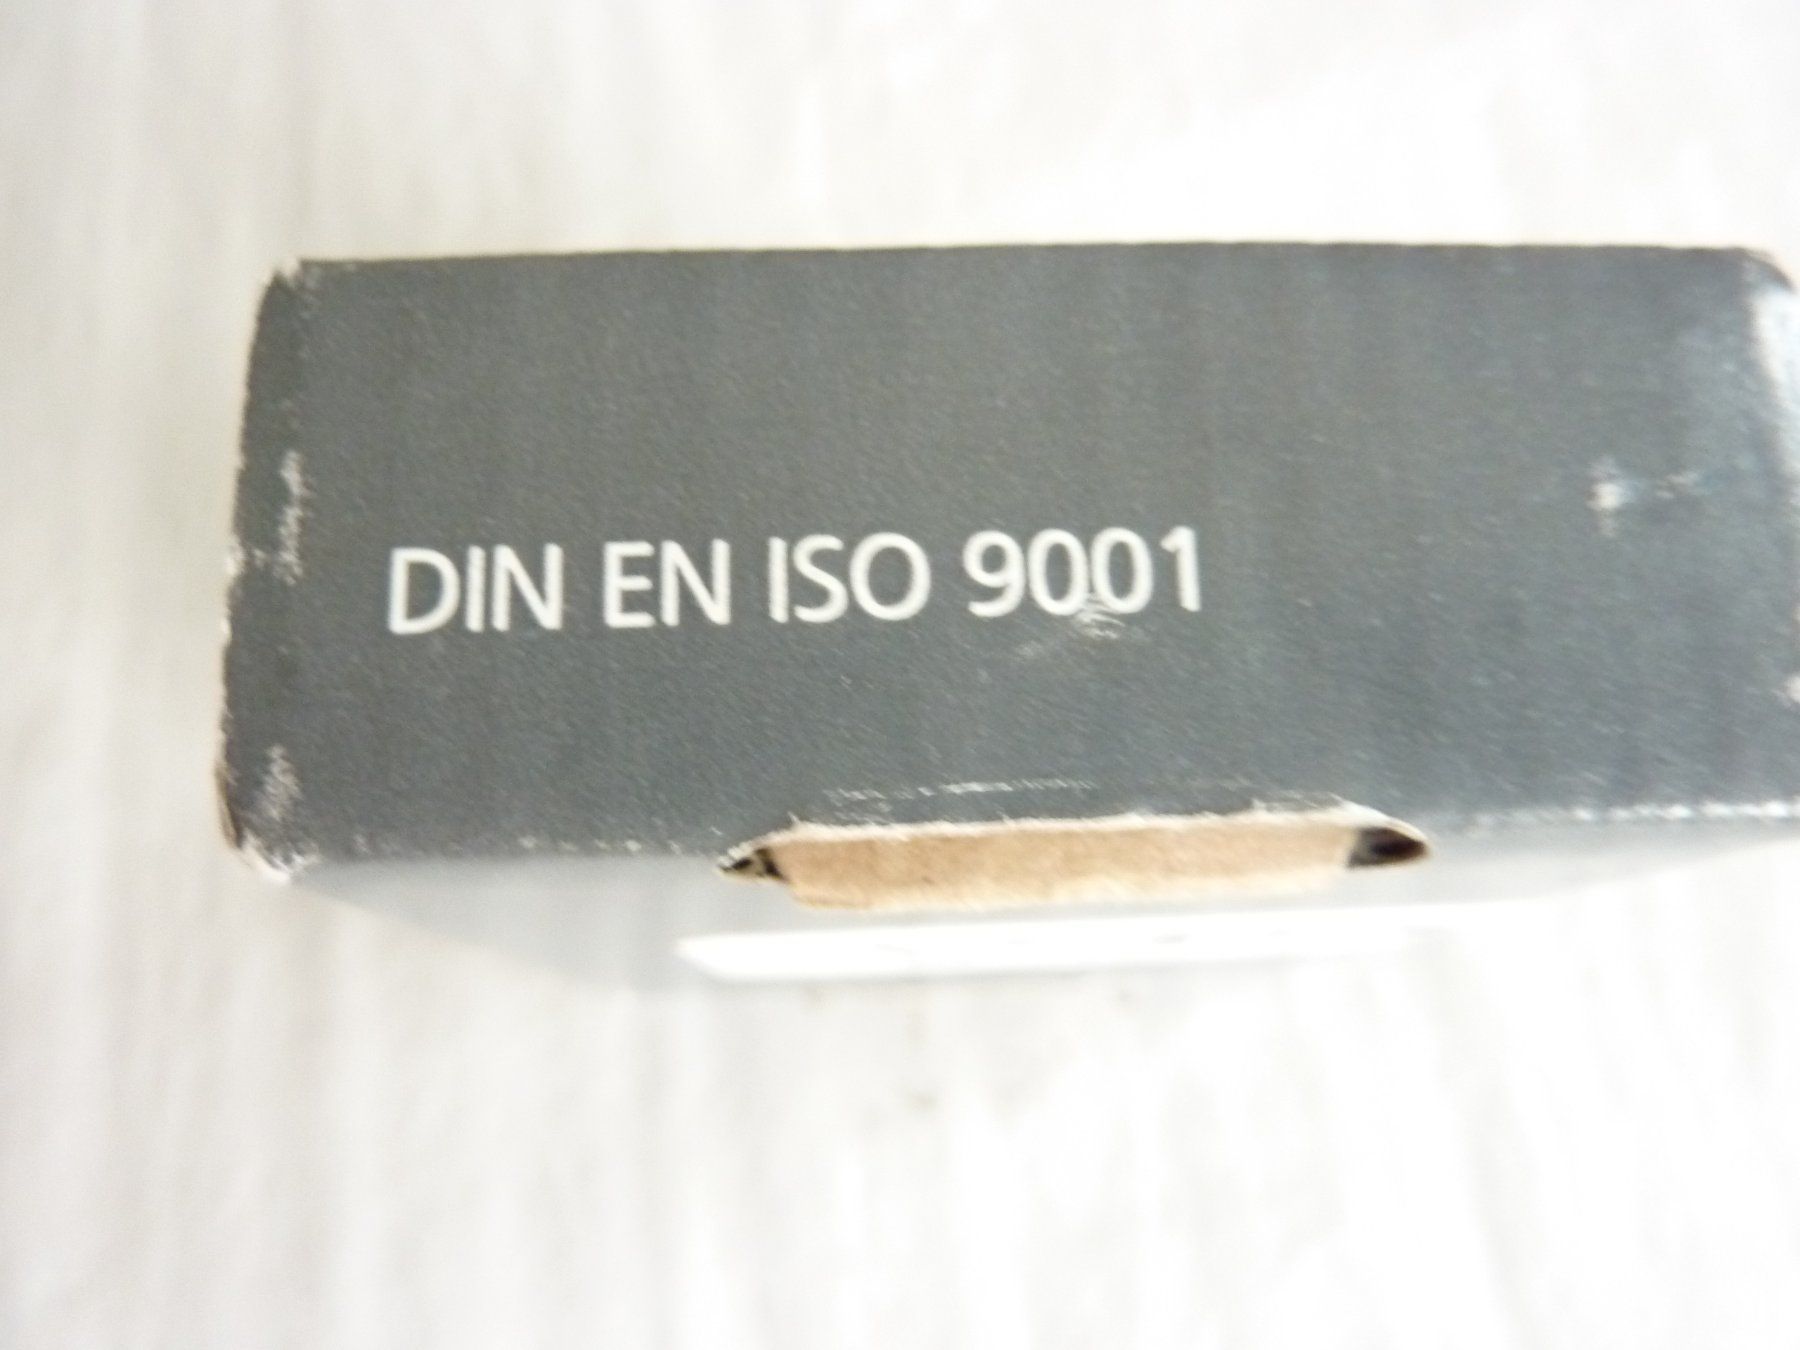 DIN EN ISO 9001